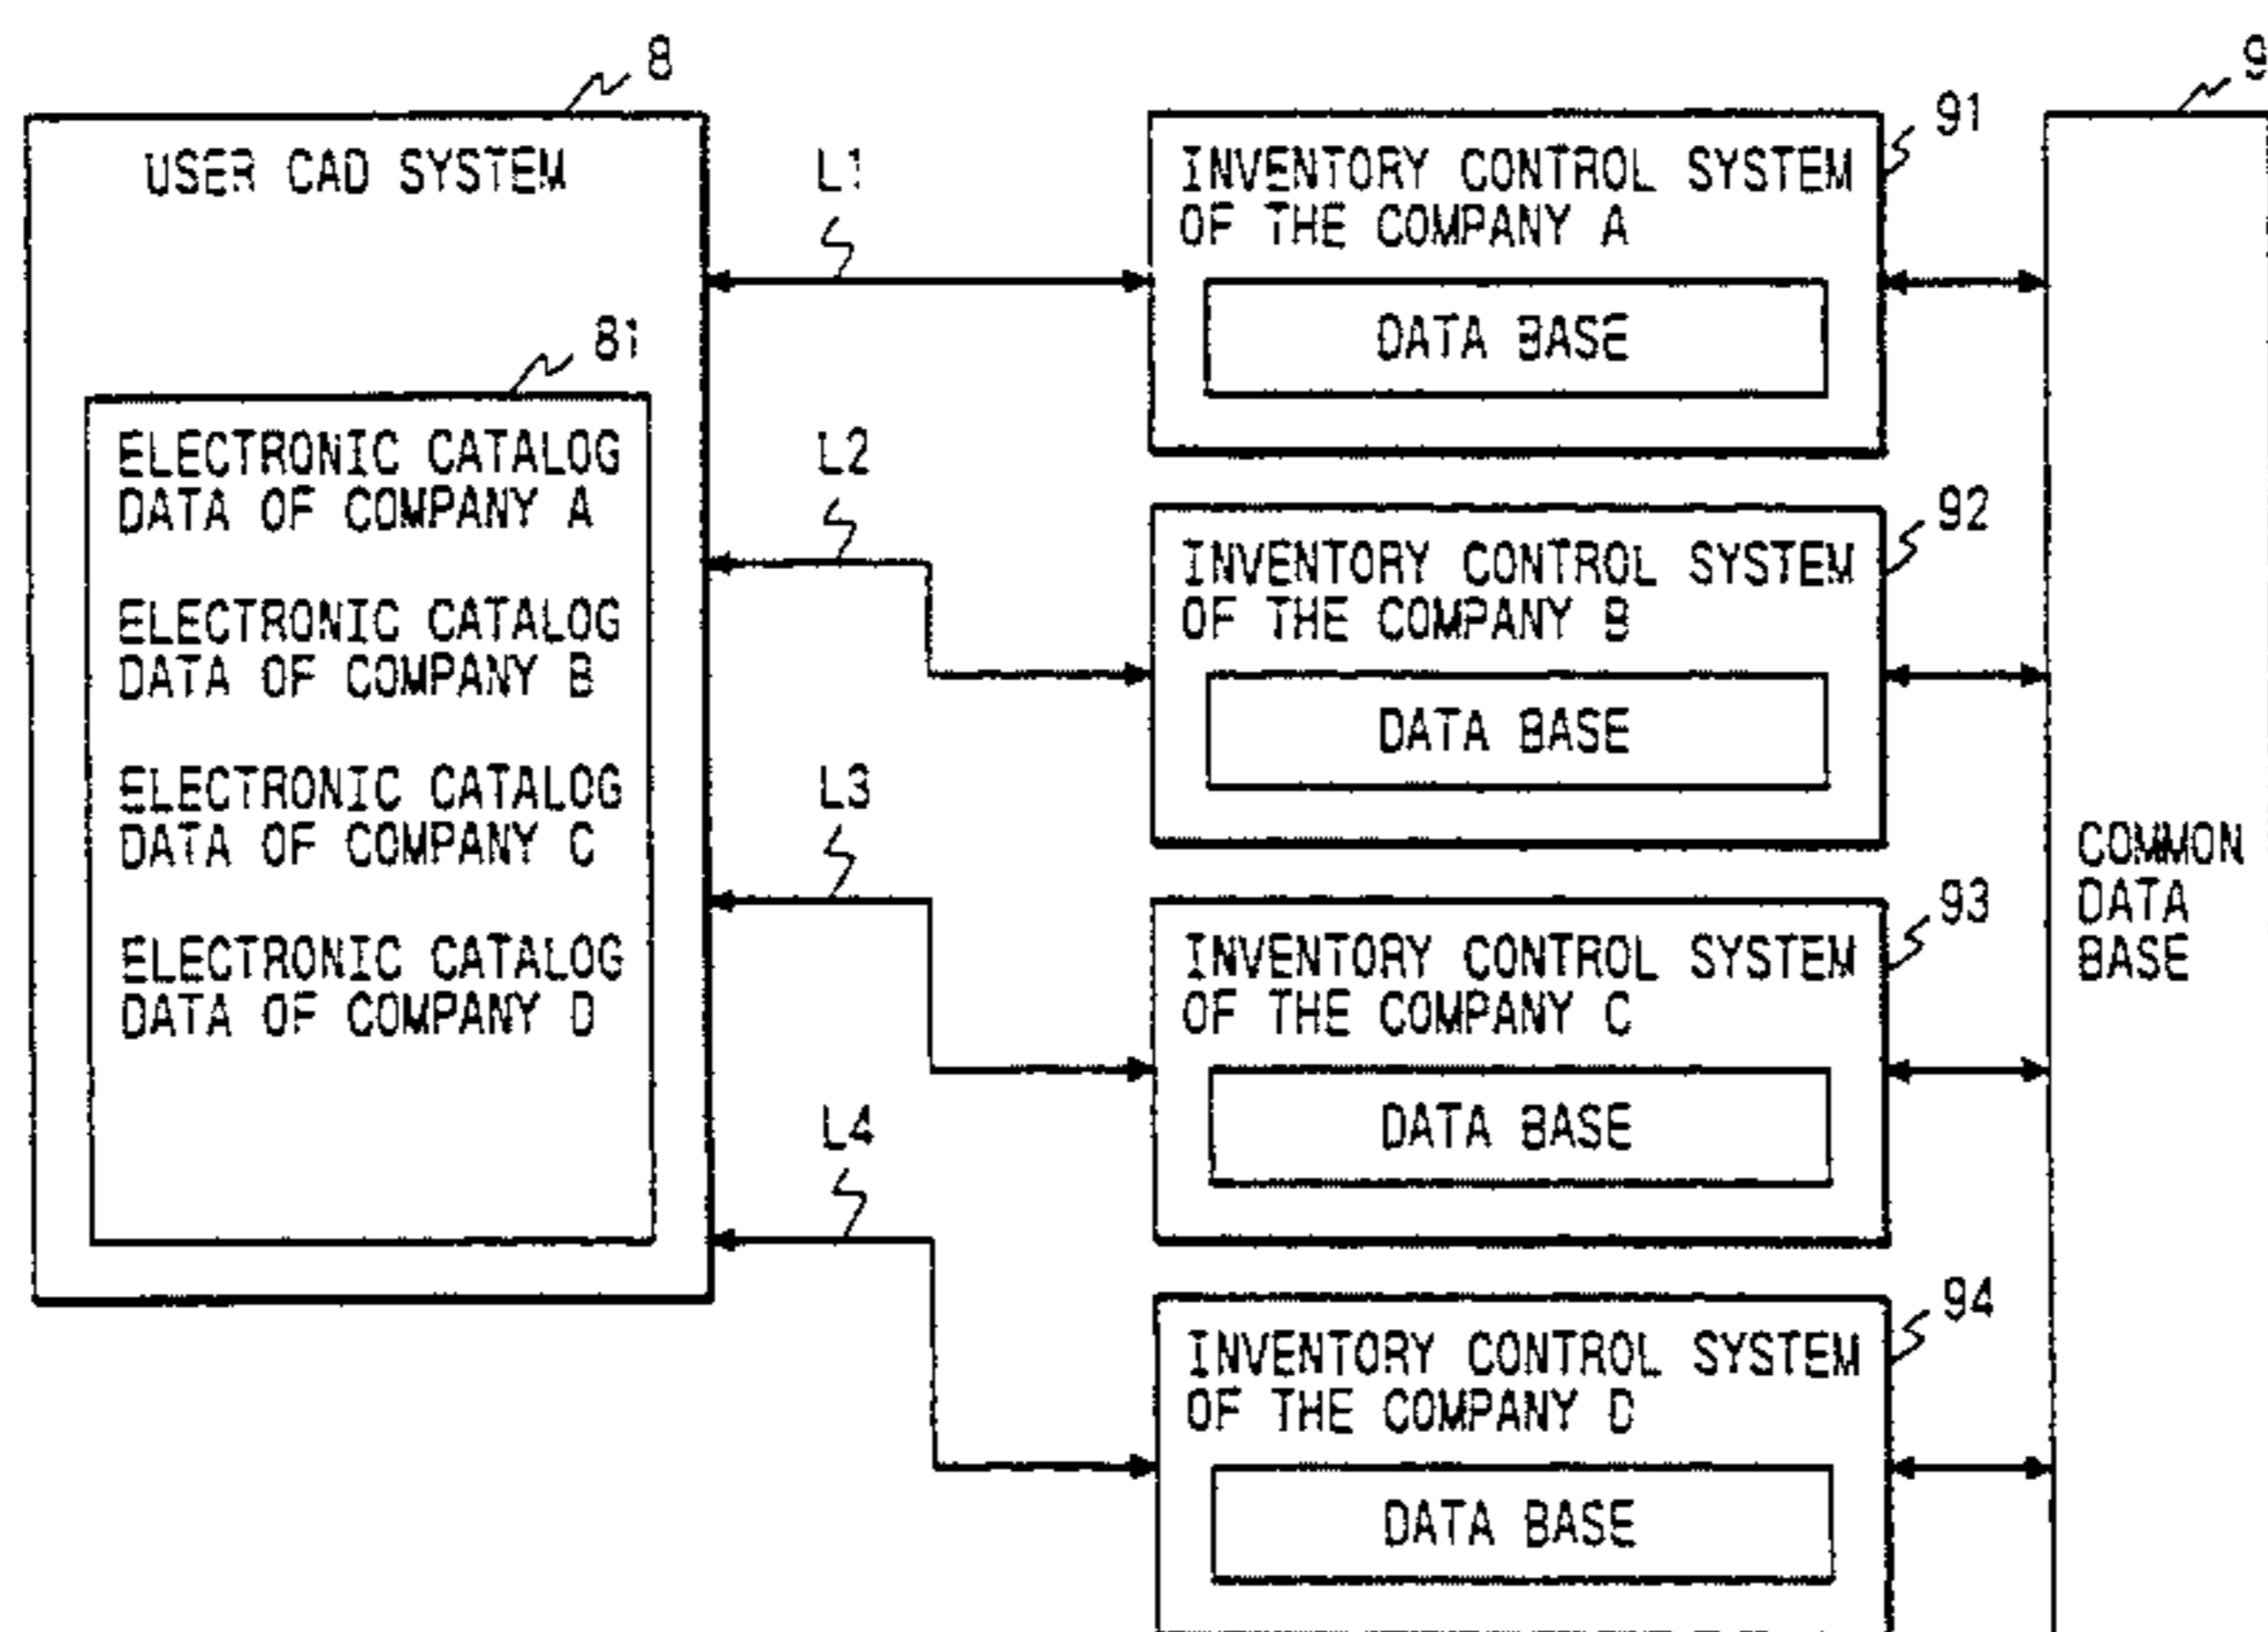 8
USER CAD SYSTEM
81
ELECTRONIC CATALOG
DATA OF COMPANY A
ELECTRONIC CATALOG
DATA OF COMPANY B
ELECTRONIC CATALOG
DATA OF COMPANY C
ELECTRONIC CATALOG
DATA OF COMPANY D
L1
L2
L3
L4
91
INVENTORY CONTROL SYSTEM
OF THE COMPANY A
DATA BASE
92
INVENTORY CONTROL SYSTEM
OF THE COMPANY B
DATA BASE
93
INVENTORY CONTROL SYSTEM
OF THE COMPANY C
DATA BASE
94
INVENTORY CONTROL SYSTEM
OF THE COMPANY D
DATA BASE
9
COMMON
DATA
BASE